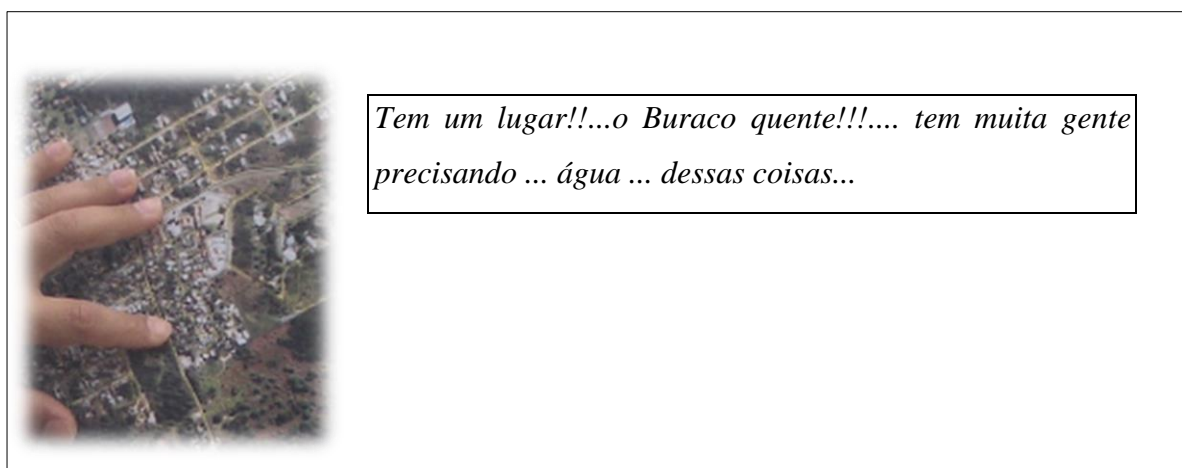 Tem um lugar!!...o Buraco quente!!!.... tem muita gente
precisando ... água ... dessas coisas...